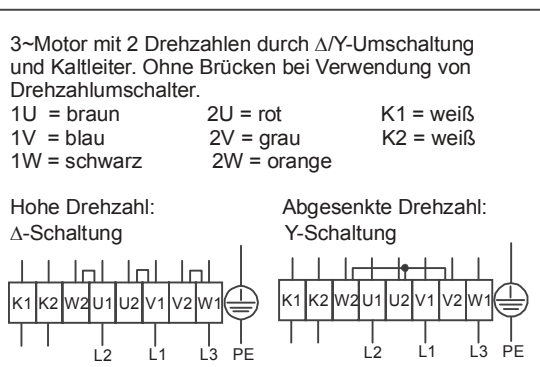 3~Motor mit 2 Drehzahlen durch Δ/Y-Umschaltung
und Kaltleiter. Ohne Brücken bei Verwendung von
Drehzahlumschalter.
1U = braun 2U = rot K1 = weiß
1V = blau 2V = grau K2 = weiß
1W = schwarz 2W = orange
Hohe Drehzahl: Abgesenkte Drehzahl:
Δ-Schaltung Y-Schaltung
K1 K2 W2 U1 U2 V1 V2 W1 K1 K2 W2 U1 U2 V1 V2 W1
L2 L1 L3 PE L2 L1 L3 PE